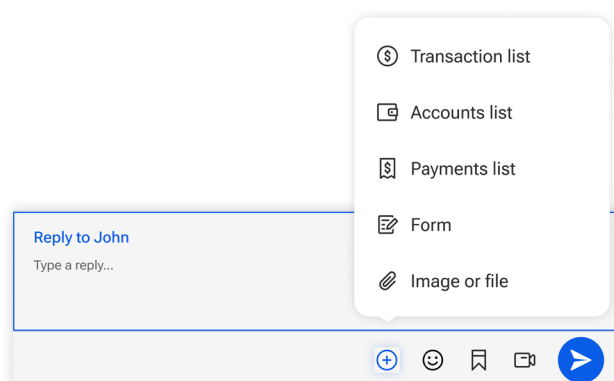 Transaction list
Accounts list
Payments list
Form
Image or file
Reply to John
Type a reply...